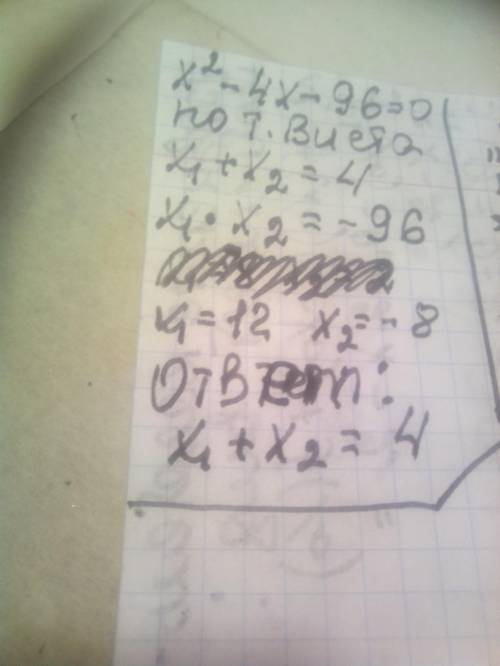 x² - 4x - 96 = 0
по т. Виета
x₁ + x₂ = 4
x₁ • x₂ = - 96
x₁ = 12 x₂ = - 8
Ответ:
x₁ + x₂ = 4